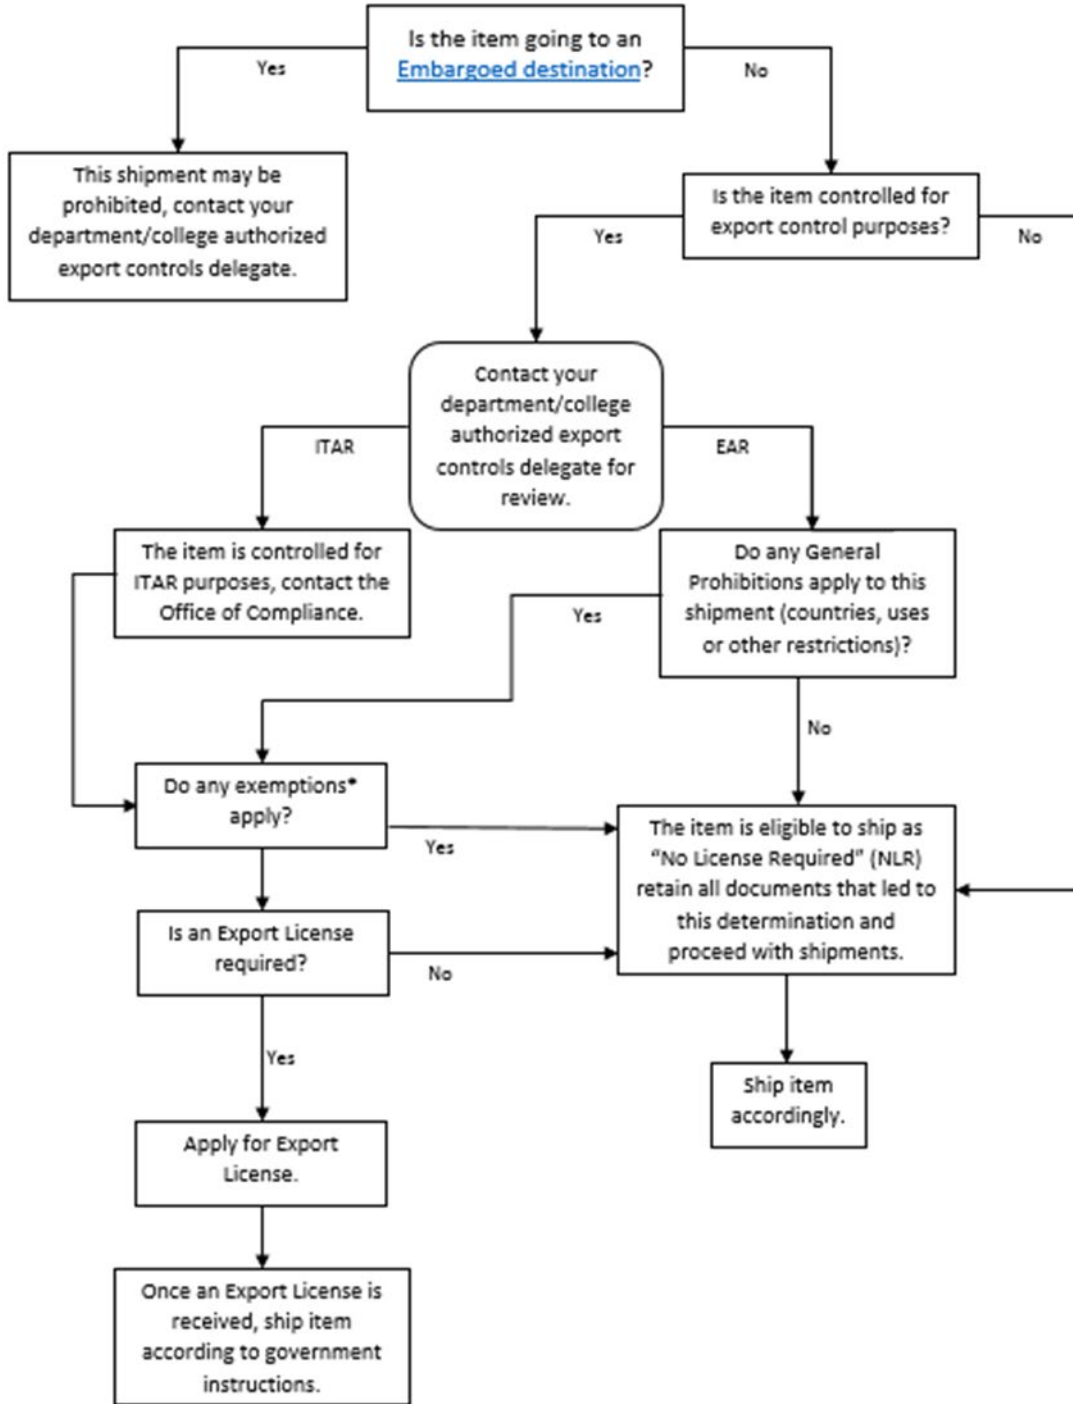 Is the item going to an
Embargoed destination?
Yes
No
This shipment may be
prohibited, contact your
department/college authorized
export controls delegate.
Is the item controlled for
export control purposes?
Yes
No
Contact your
department/college
authorized export
controls delegate for
review.
ITAR
EAR
The item is controlled for
ITAR purposes, contact the
Office of Compliance.
Do any General
Prohibitions apply to this
shipment (countries, uses
or other restrictions)?
Yes
No
Do any exemptions*
apply?
Yes
The item is eligible to ship as
“No License Required” (NLR)
retain all documents that led to
this determination and
proceed with shipments.
Is an Export License
required?
No
Yes
Ship item
accordingly.
Apply for Export
License.
Once an Export License is
received, ship item
according to government
instructions.